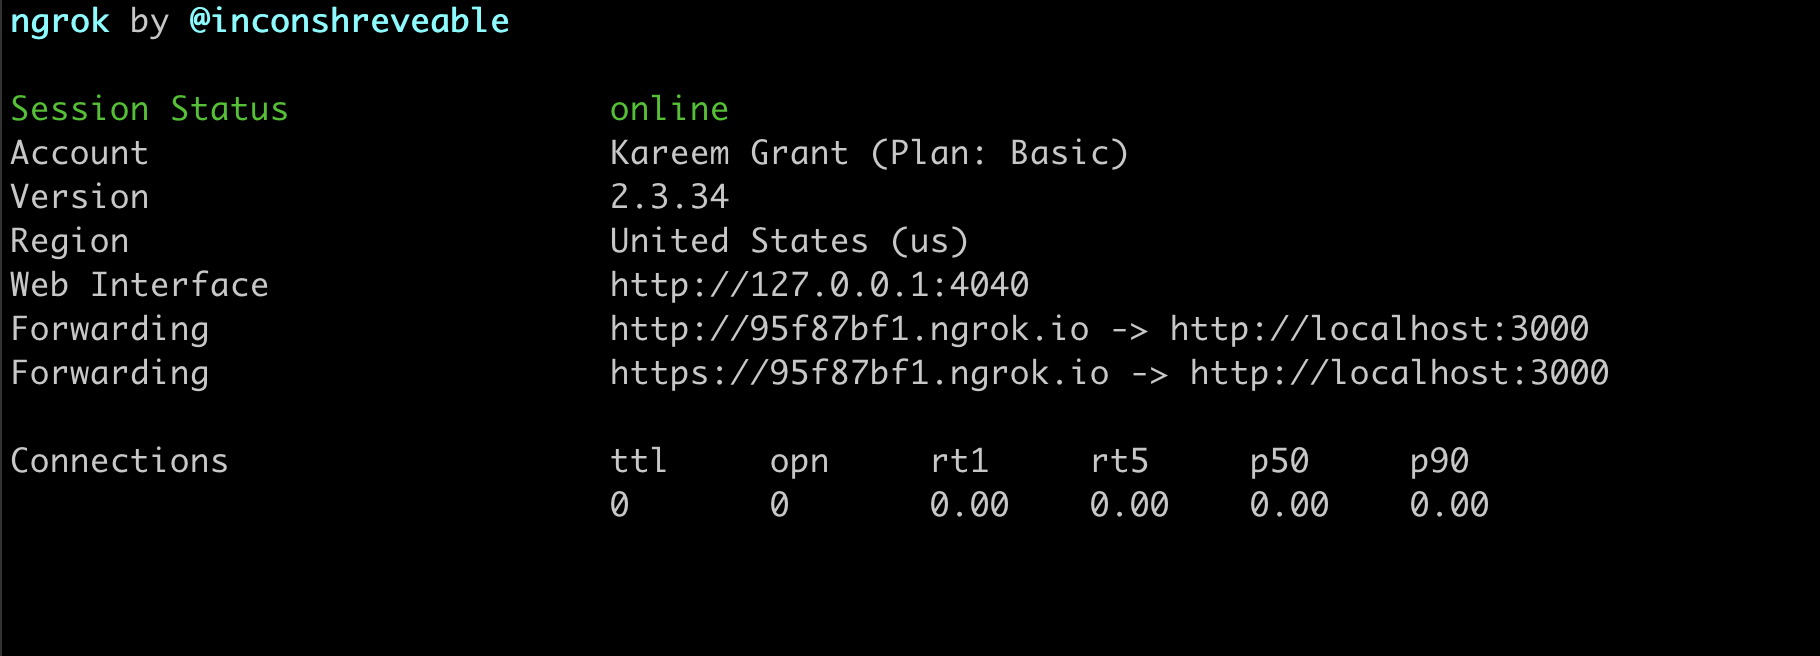 ngrok by @inconshreveable
Session Status online
Account Kareem Grant (Plan: Basic)
Version 2.3.34
Region United States (us)
Web Interface http://127.0.0.1:4040
Forwarding http://95f87bf1.ngrok.io -> http://localhost:3000
Forwarding https://95f87bf1.ngrok.io -> http://localhost:3000
Connections ttl opn rt1 rt5 p50 p90
0 0 0.00 0.00 0.00 0.00